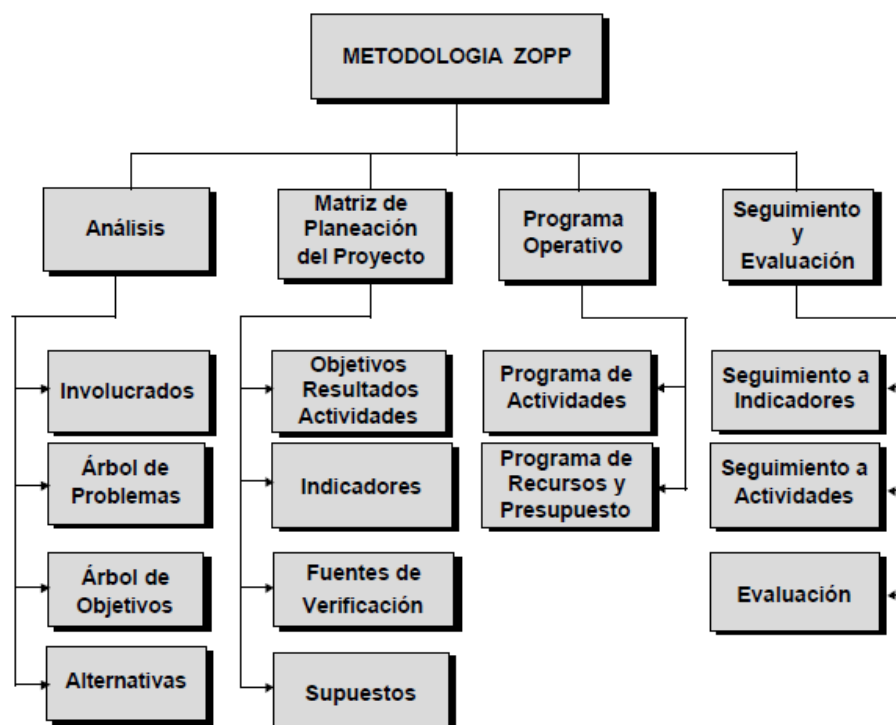 METODOLOGIA ZOPP
Análisis
Matriz de
Planeación
del Proyecto
Programa
Operativo
Seguimiento
y
Evaluación
Involucrados
Árbol de
Problemas
Árbol de
Objetivos
Alternativas
Objetivos
Resultados
Actividades
Indicadores
Fuentes de
Verificación
Supuestos
Programa de
Actividades
Programa de
Recursos y
Presupuesto
Seguimiento a
Indicadores
Seguimiento a
Actividades
Evaluación